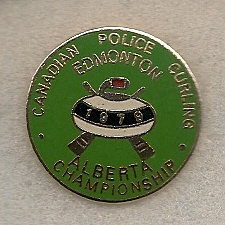 CANADIAN POLICE CURLING
EDMONTON
1979
ALBERTA
CHAMPIONSHIP